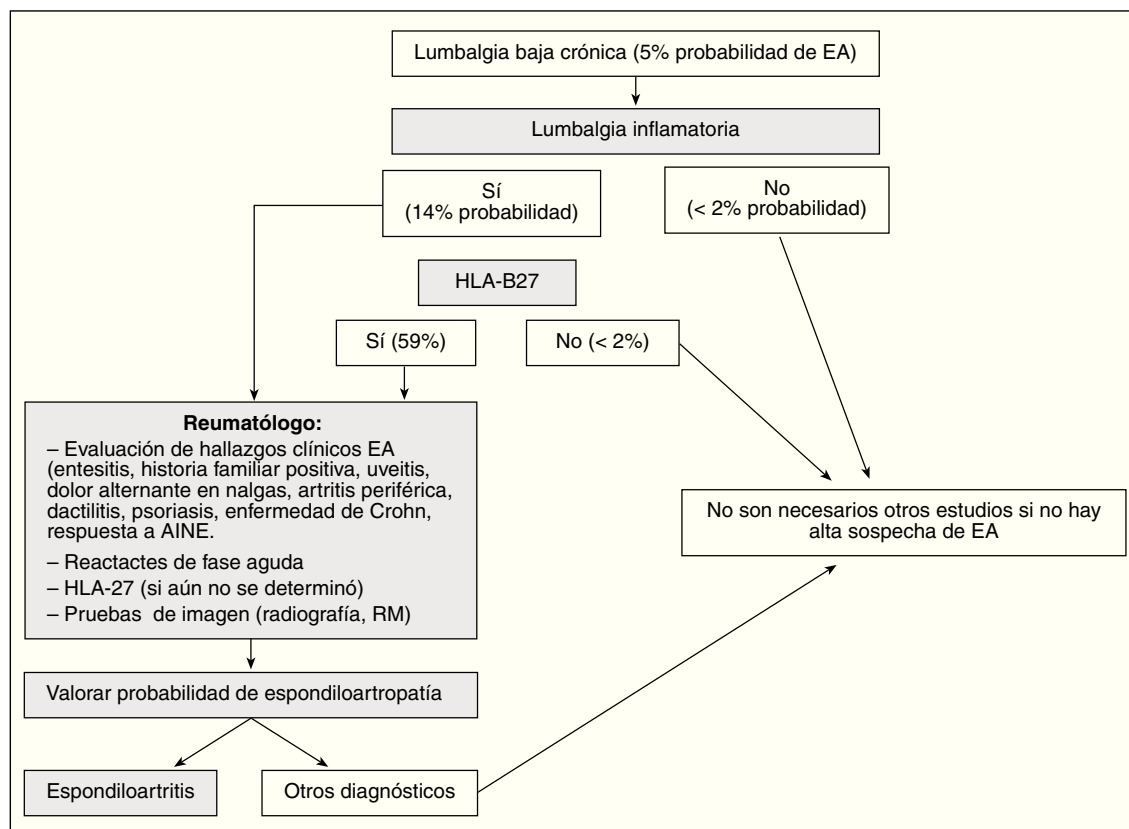 Lumbalgia baja crónica (5% probabilidad de EA)
Lumbalgia inflamatoria
Sí
(14% probabilidad)
No
(< 2% probabilidad)
HLA-B27
Sí (59%)
No (< 2%)
Reumatólogo:
– Evaluación de hallazgos clínicos EA
(entesitis, historia familiar positiva, uveitis,
dolor alternante en nalgas, artritis periférica,
dactilitis, psoriasis, enfermedad de Crohn,
respuesta a AINE.
– Reactactes de fase aguda
– HLA-27 (si aún no se determinó)
– Pruebas de imagen (radiografía, RM)
No son necesarios otros estudios si no hay
alta sospecha de EA
Valorar probabilidad de espondiloartropatía
Espondiloartritis
Otros diagnósticos